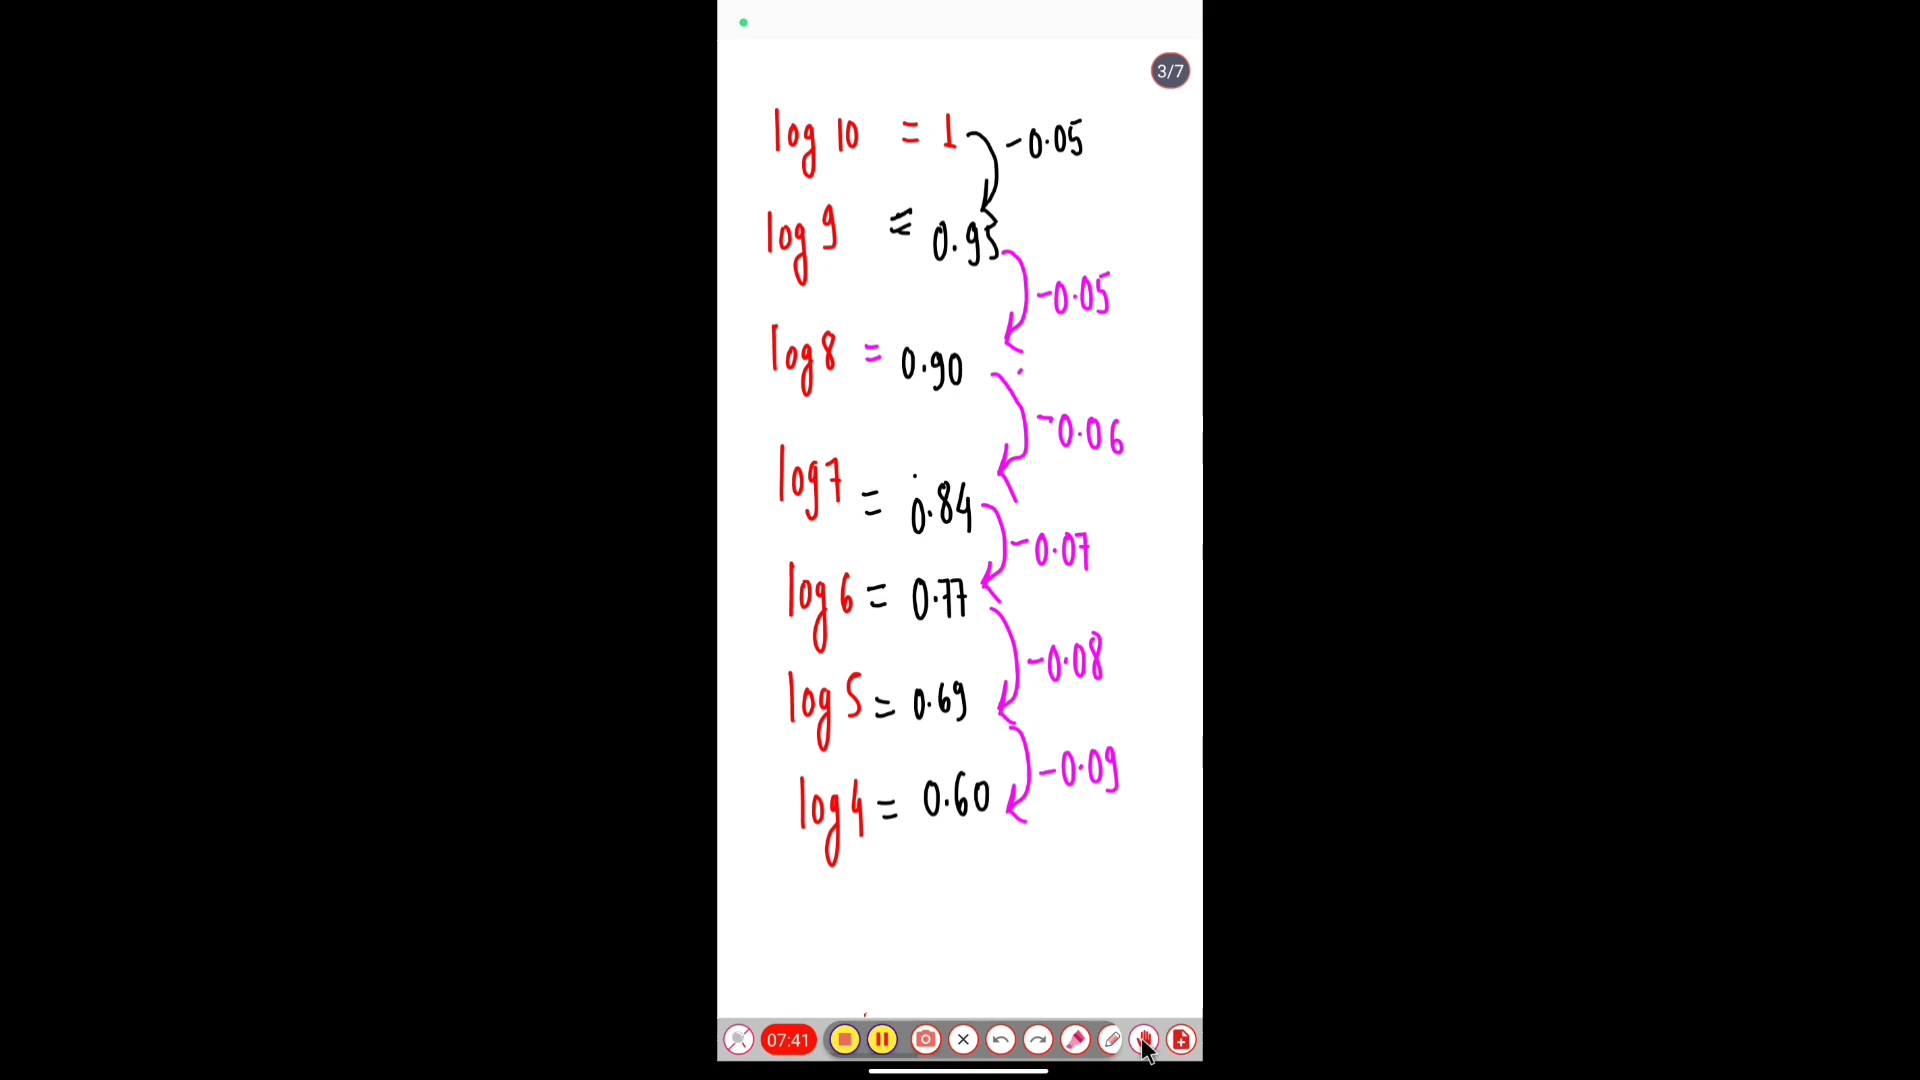 3/7
log 10 = 1 -0.05
log 9 = 0.95
-0.05
log 8 = 0.90
-0.06
log 7 = 0.84
-0.07
log 6 = 0.77
-0.08
log 5 = 0.69
-0.09
log 4 = 0.60
07:41